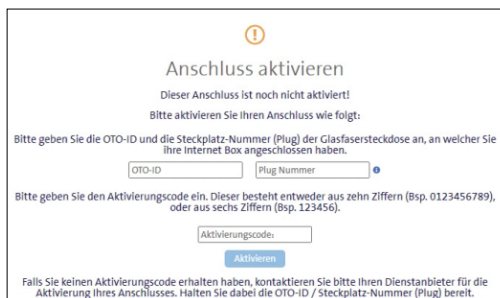 Anschluss aktivieren
Dieser Anschluss ist noch nicht aktiviert!
Bitte aktivieren Sie Ihren Anschluss wie folgt:
Bitte geben Sie die OTO-ID und die Steckplatz-Nummer (Plug) der Glasfasersteckdose an, an welcher Sie
ihre Internet Box angeschlossen haben.
OTO-ID Plug Nummer
Bitte geben Sie den Aktivierungscode ein. Dieser besteht entweder aus zehn Ziffern (Bsp. 0123456789),
oder aus sechs Ziffern (Bsp. 123456).
Aktivierungscode:
Aktivieren
Falls Sie keinen Aktivierungscode erhalten haben, kontaktieren Sie bitte Ihren Dienstanbieter für die
Aktivierung Ihres Anschlusses. Halten Sie dabei die OTO-ID / Steckplatz-Nummer (Plug) bereit.